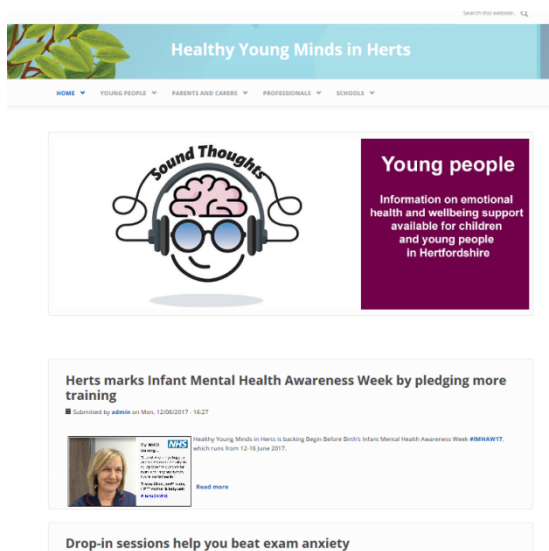 Search this website..
Healthy Young Minds in Herts
HOME YOUNG PEOPLE PARENTS AND CARERS PROFESSIONALS SCHOOLS
Sound Thoughts
Young people
Information on emotional
health and wellbeing support
available for children
and young people
in Hertfordshire
Herts marks Infant Mental Health Awareness Week by pledging more
training
Submitted by admin on Mon, 12/06/2017 - 16:27
NHS
Healthy Young Minds in Herts is backing Begin Before Birth's Infant Mental Health Awareness Week #IMHAW17,
which runs from 12-16 June 2017.
Read more
Drop-in sessions help you beat exam anxiety